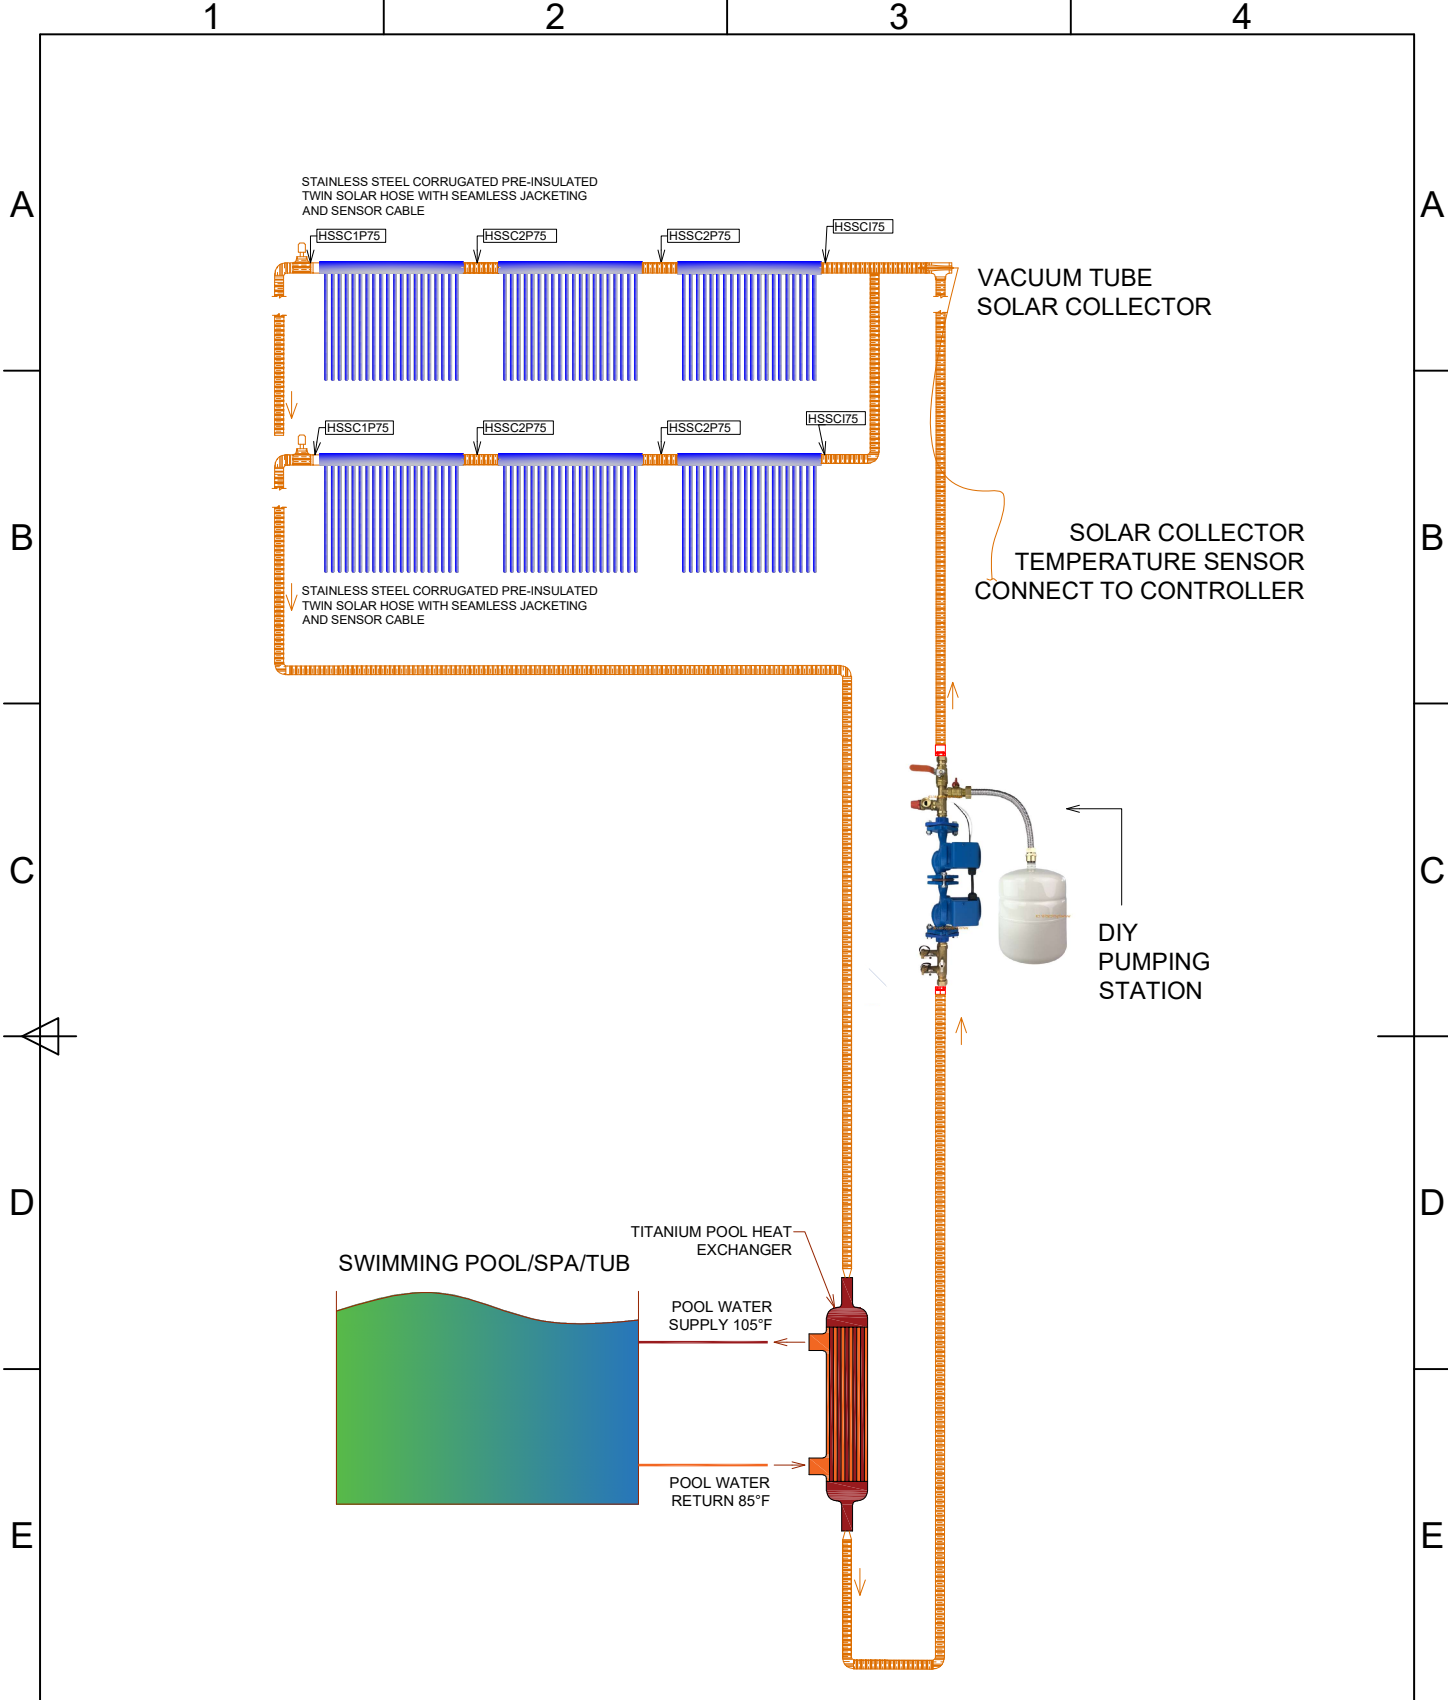 1 2 3 4
A A
STAINLESS STEEL CORRUGATED PRE-INSULATED
TWIN SOLAR HOSE WITH SEAMLESS JACKETING
AND SENSOR CABLE
HSSC1P75 HSSC2P75 HSSC2P75 HSSCI75
VACUUM TUBE
SOLAR COLLECTOR
HSSC1P75 HSSC2P75 HSSC2P75 HSSCI75
B B
SOLAR COLLECTOR
TEMPERATURE SENSOR
CONNECT TO CONTROLLER
STAINLESS STEEL CORRUGATED PRE-INSULATED
TWIN SOLAR HOSE WITH SEAMLESS JACKETING
AND SENSOR CABLE
C C
DIY
PUMPING
STATION
D D
TITANIUM POOL HEAT
EXCHANGER
SWIMMING POOL/SPA/TUB
POOL WATER
SUPPLY 105°F
POOL WATER
RETURN 85°F
E E